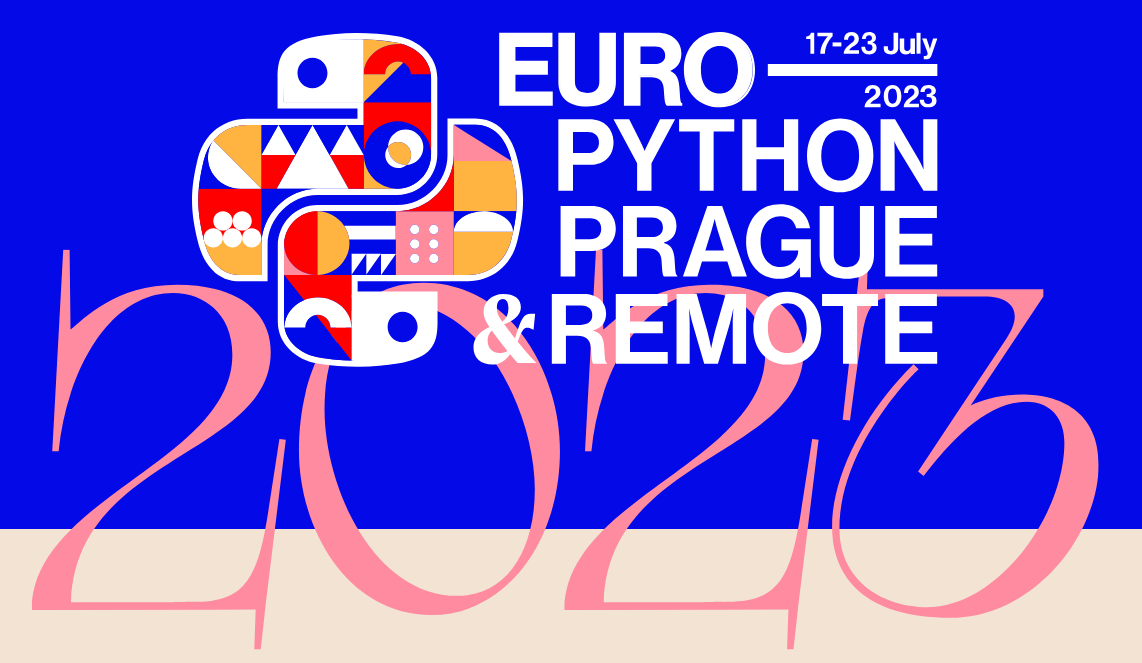 EURO
17-23 July
2023
PYTHON
PRAGUE
& REMOTE
2023